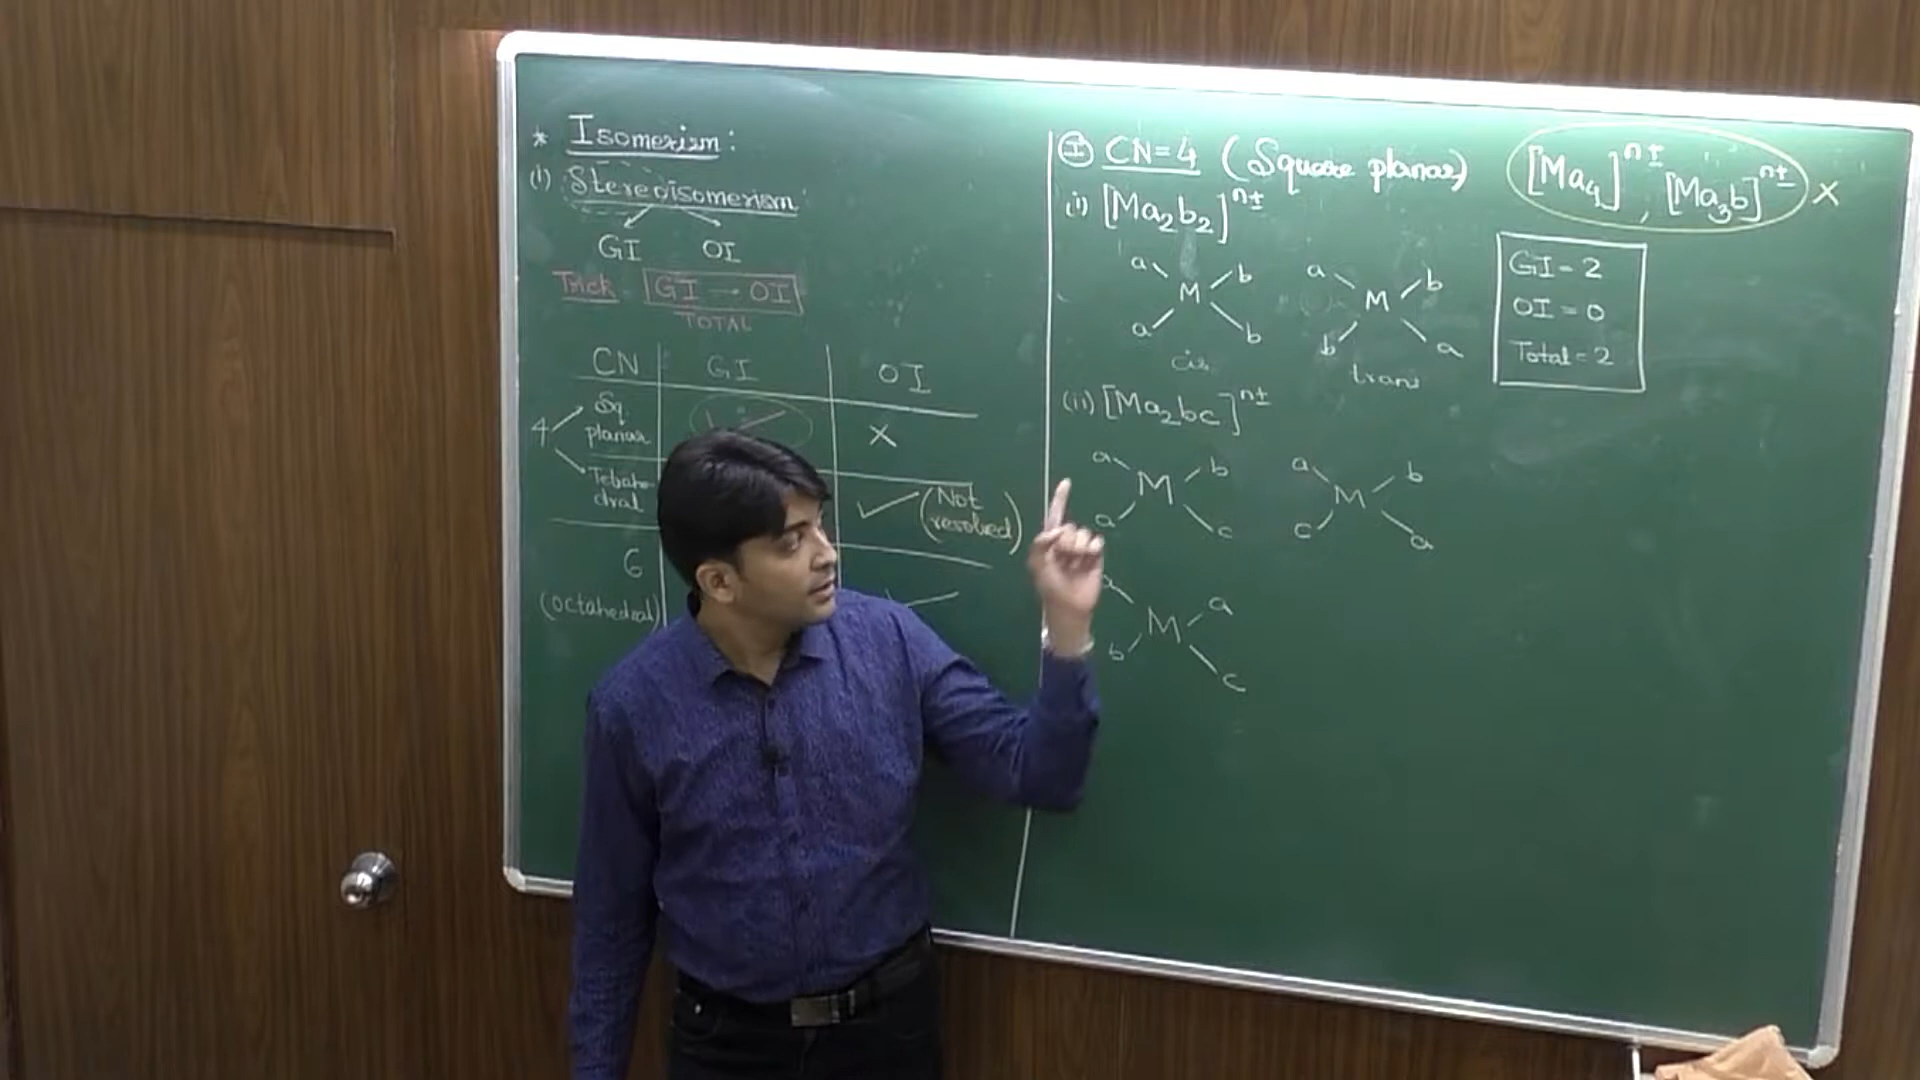 * Isomerism:
(i) Stereoisomerism:
GI OI
Trick GI → OI
TOTAL
CN GI OI
4 Sq. planar ✓ X
Tetrahedral ✓ (Not resolved)
6
(octahedral) ✓
I CN=4 (Square planar) [Ma4]^n± , [Ma3b]^n± X
(i) [Ma2b2]^n±
a b
M
a b
cis
a b
M
b a
trans
GI = 2
OI = 0
Total = 2
(ii) [Ma2bc]^n±
a b
M
a c
a b
M
c a
a a
M
b c